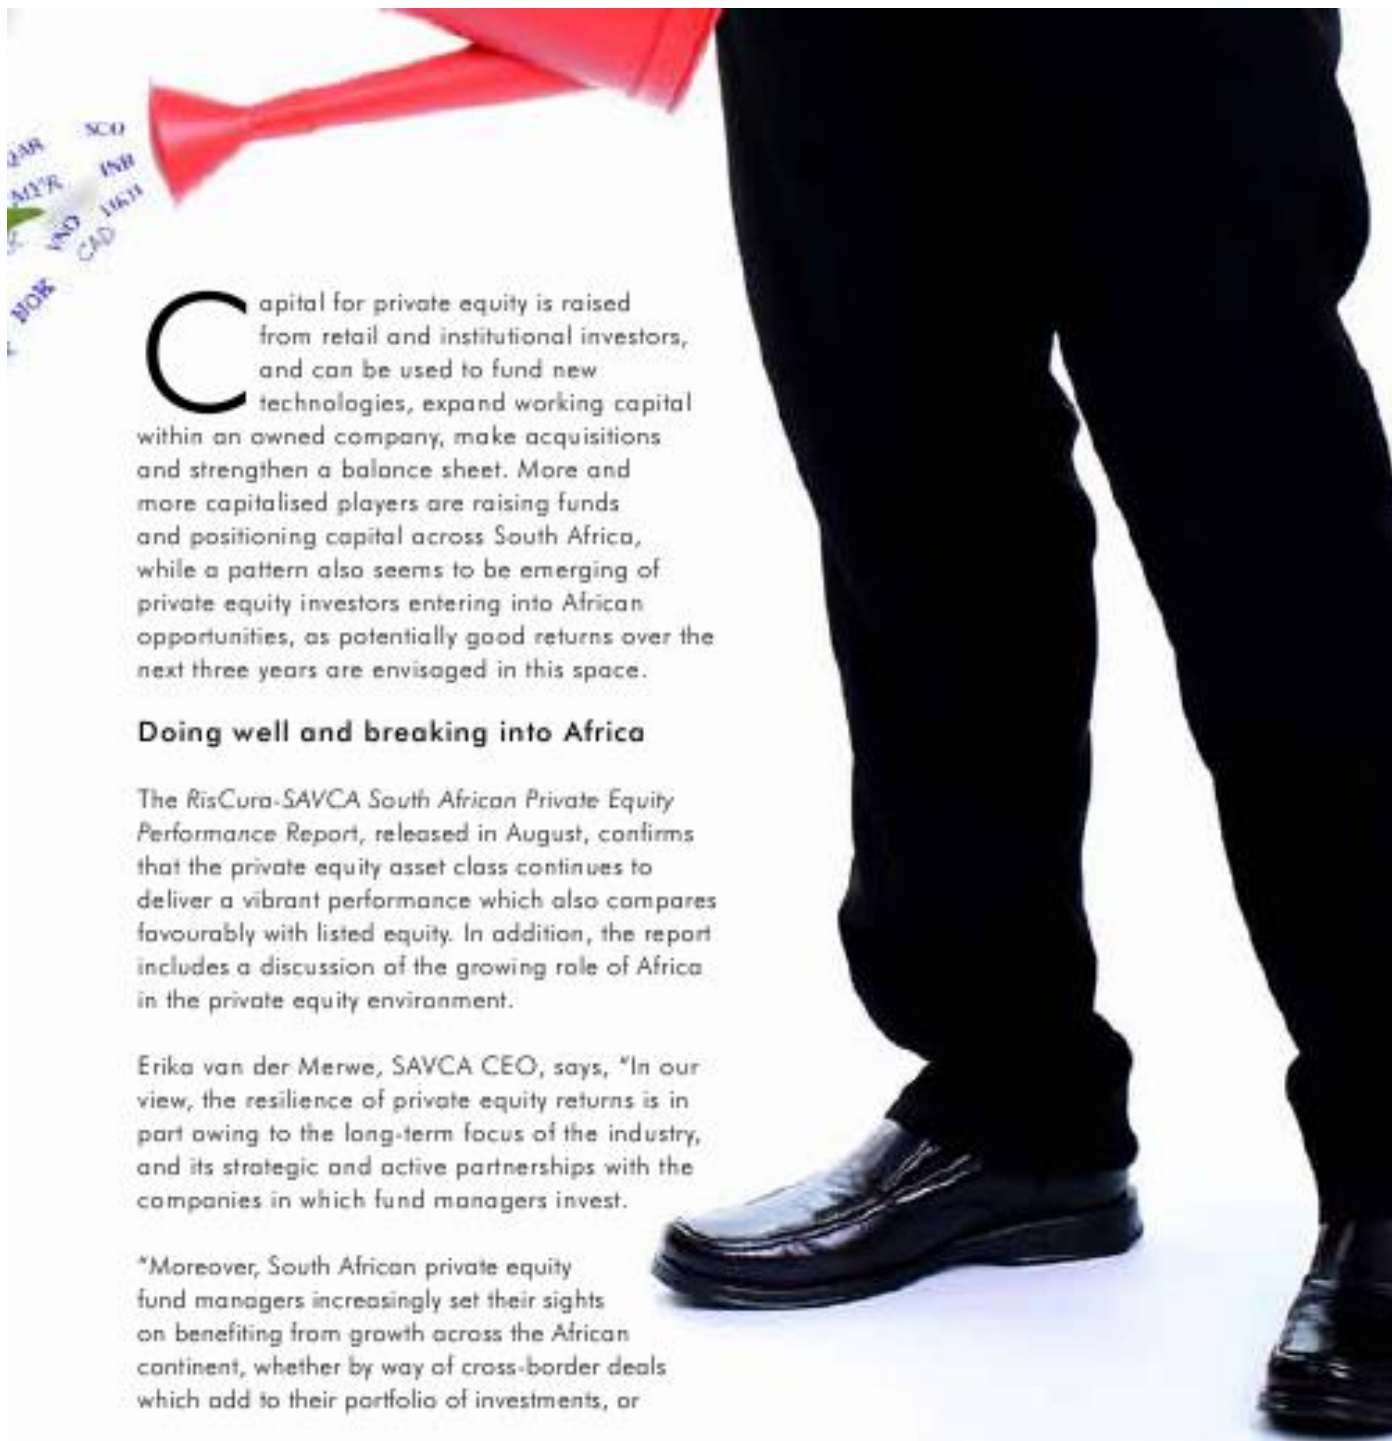 SCO
INR
CAD
Capital for private equity is raised
from retail and institutional investors,
and can be used to fund new
technologies, expand working capital
within an owned company, make acquisitions
and strengthen a balance sheet. More and
more capitalised players are raising funds
and positioning capital across South Africa,
while a pattern also seems to be emerging of
private equity investors entering into African
opportunities, as potentially good returns over the
next three years are envisaged in this space.
Doing well and breaking into Africa
The RisCura-SAVCA South African Private Equity
Performance Report, released in August, confirms
that the private equity asset class continues to
deliver a vibrant performance which also compares
favourably with listed equity. In addition, the report
includes a discussion of the growing role of Africa
in the private equity environment.
Erika van der Merwe, SAVCA CEO, says, “In our
view, the resilience of private equity returns is in
part owing to the long-term focus of the industry,
and its strategic and active partnerships with the
companies in which fund managers invest.
“Moreover, South African private equity
fund managers increasingly set their sights
on benefiting from growth across the African
continent, whether by way of cross-border deals
which add to their portfolio of investments, or